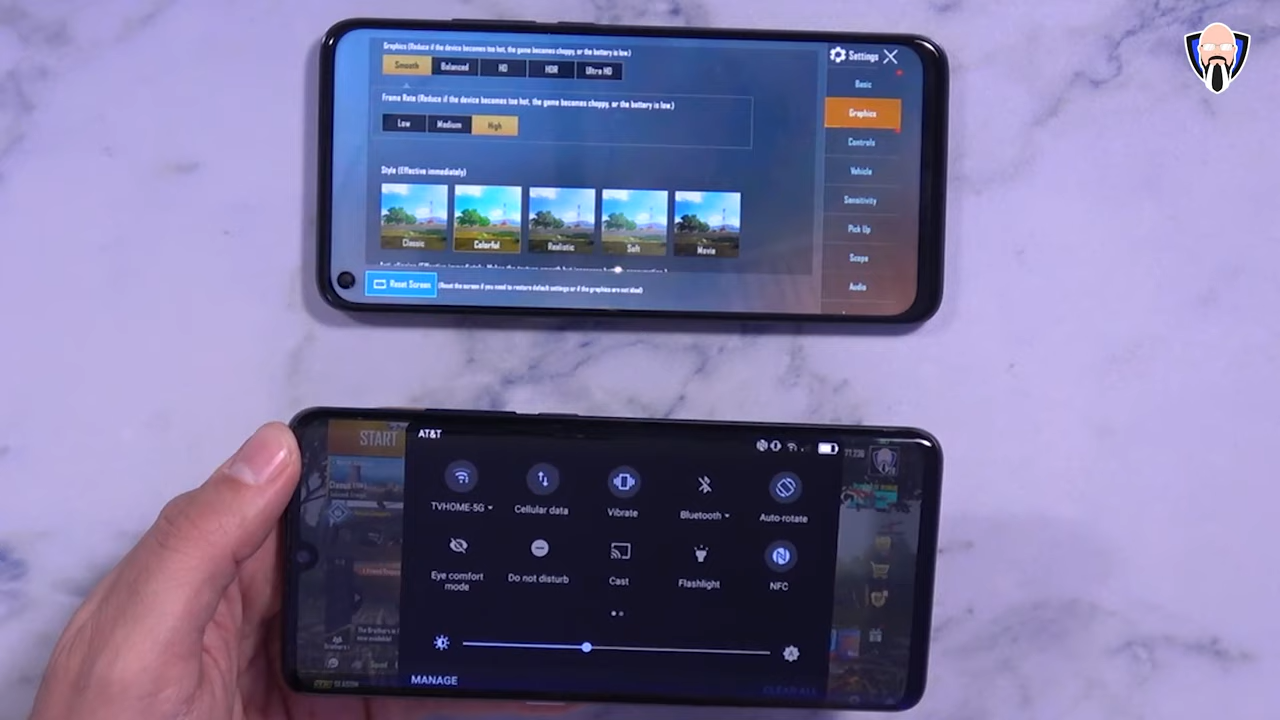 Graphics (Reduce if the device becomes too hot, the game becomes choppy, or the battery is low.)
Smooth Balanced HD HDR Ultra HD
Frame Rate (Reduce if the device becomes too hot, the game becomes choppy, or the battery is low.)
Low Medium High
Style (Effective immediately)
Classic Colorful Realistic Soft Movie
Reset Screen (Reset the screen if you need to restore default settings or if the graphics are not ideal)
Settings
Basic
Graphics
Controls
Vehicle
Sensitivity
Pick Up
Scope
Audio
START
AT&T
TVHOME-5G Cellular data Vibrate Bluetooth Auto-rotate
Eye comfort mode Do not disturb Cast Flashlight NFC
MANAGE
CLEAR ALL
SEASON